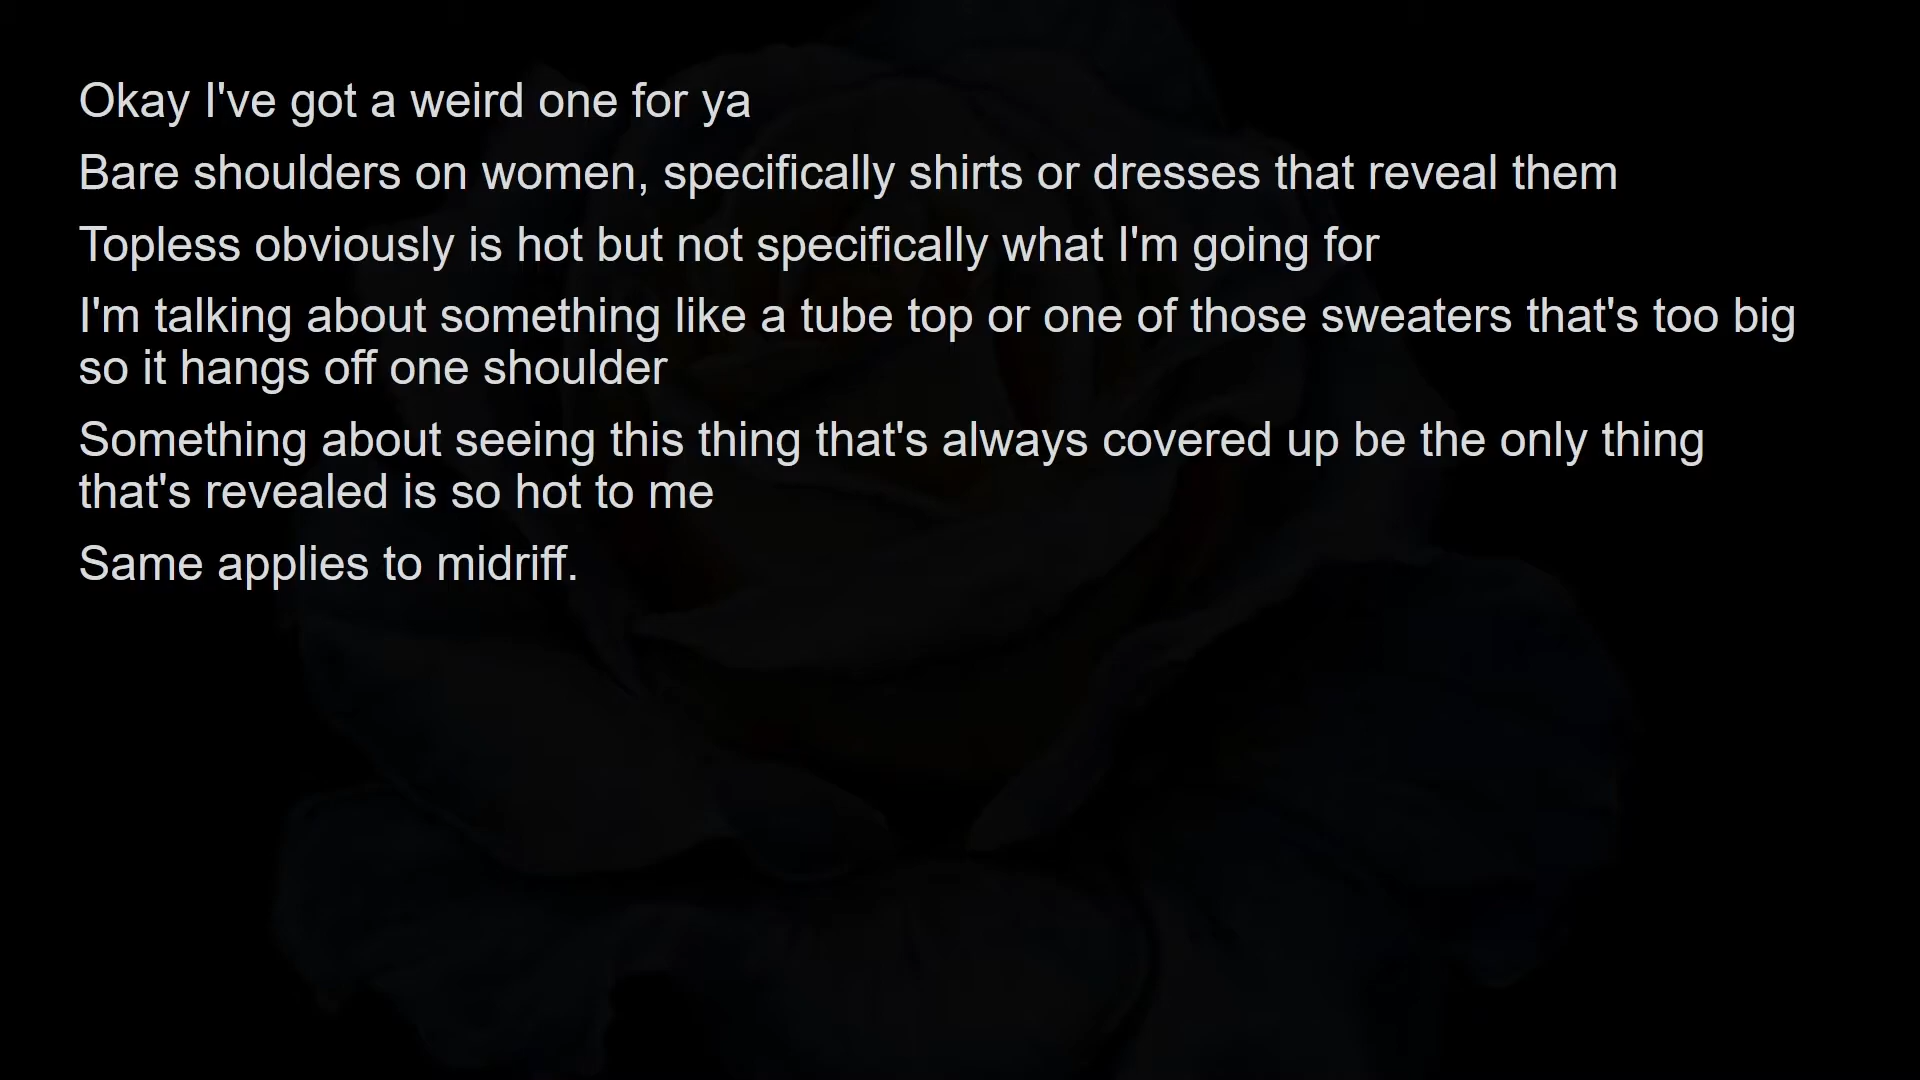 Okay I've got a weird one for ya
Bare shoulders on women, specifically shirts or dresses that reveal them
Topless obviously is hot but not specifically what I'm going for
I'm talking about something like a tube top or one of those sweaters that's too big
so it hangs off one shoulder
Something about seeing this thing that's always covered up be the only thing
that's revealed is so hot to me
Same applies to midriff.